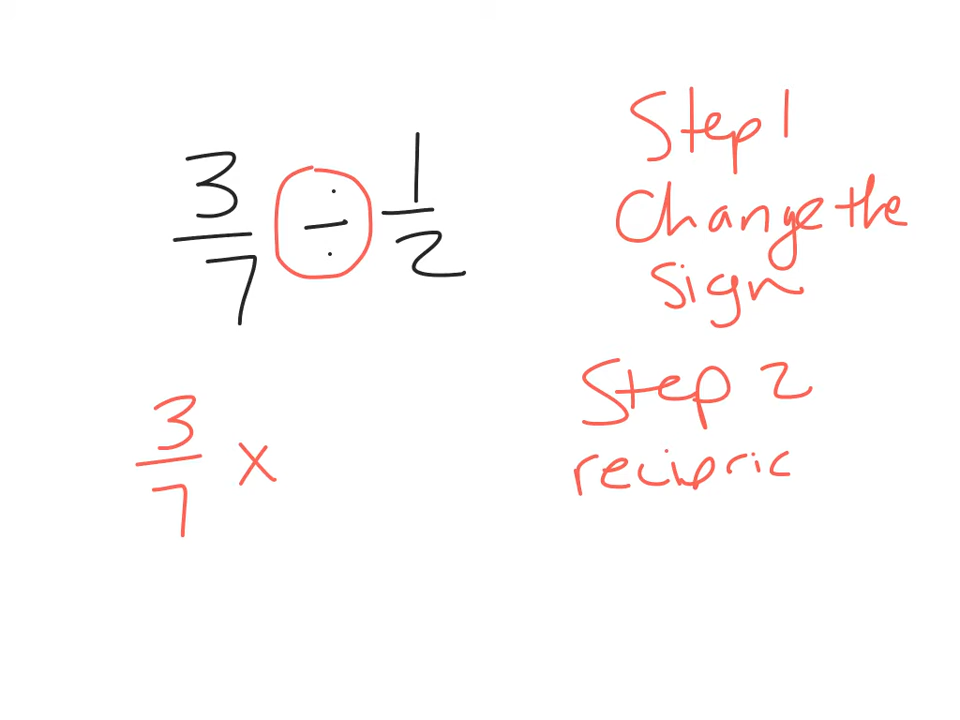 3/7 ÷ 1/2
Step 1
Change the
Sign
Step 2
recipric
3/7 x